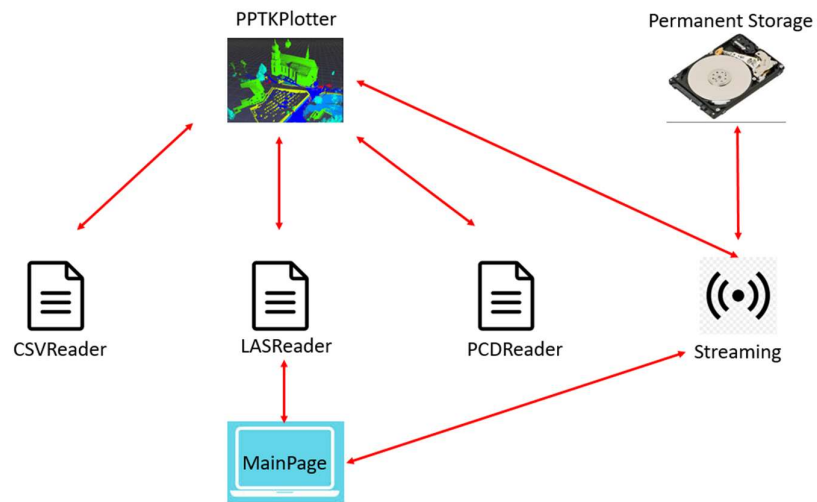 PPTKPlotter
Permanent Storage
CSVReader
LASReader
PCDReader
Streaming
MainPage